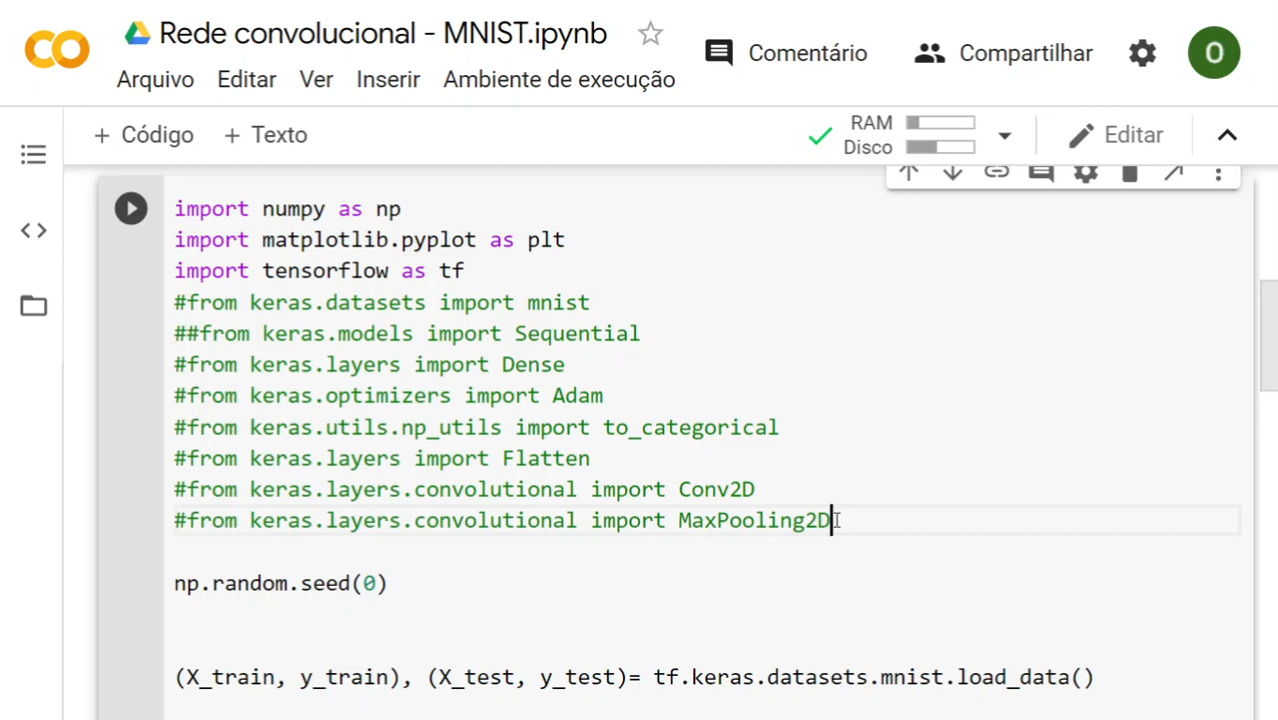 Rede convolucional - MNIST.ipynb
Comentário
Compartilhar
O
Arquivo Editar Ver Inserir Ambiente de execução
+ Código + Texto
RAM
Disco
Editar
import numpy as np
import matplotlib.pyplot as plt
import tensorflow as tf
#from keras.datasets import mnist
##from keras.models import Sequential
#from keras.layers import Dense
#from keras.optimizers import Adam
#from keras.utils.np_utils import to_categorical
#from keras.layers import Flatten
#from keras.layers.convolutional import Conv2D
#from keras.layers.convolutional import MaxPooling2D
np.random.seed(0)
(X_train, y_train), (X_test, y_test)= tf.keras.datasets.mnist.load_data()